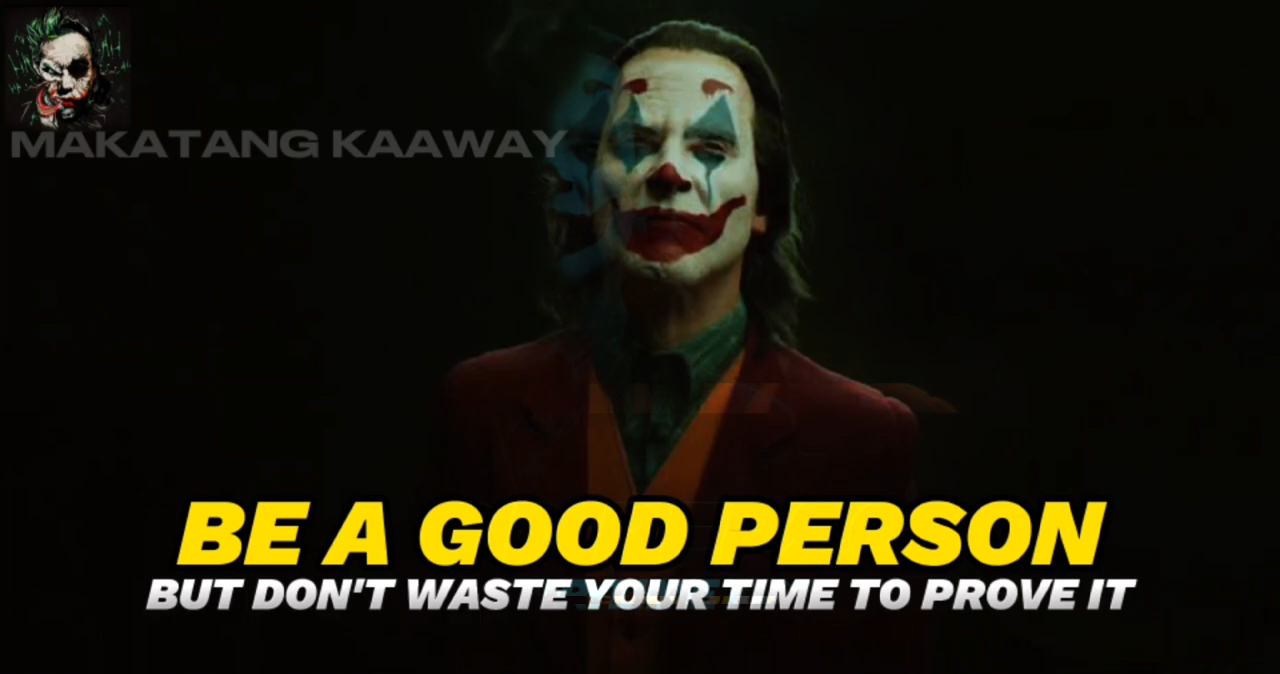 MAKATANG KAAWAY
BE A GOOD PERSON
BUT DON'T WASTE YOUR TIME TO PROVE IT